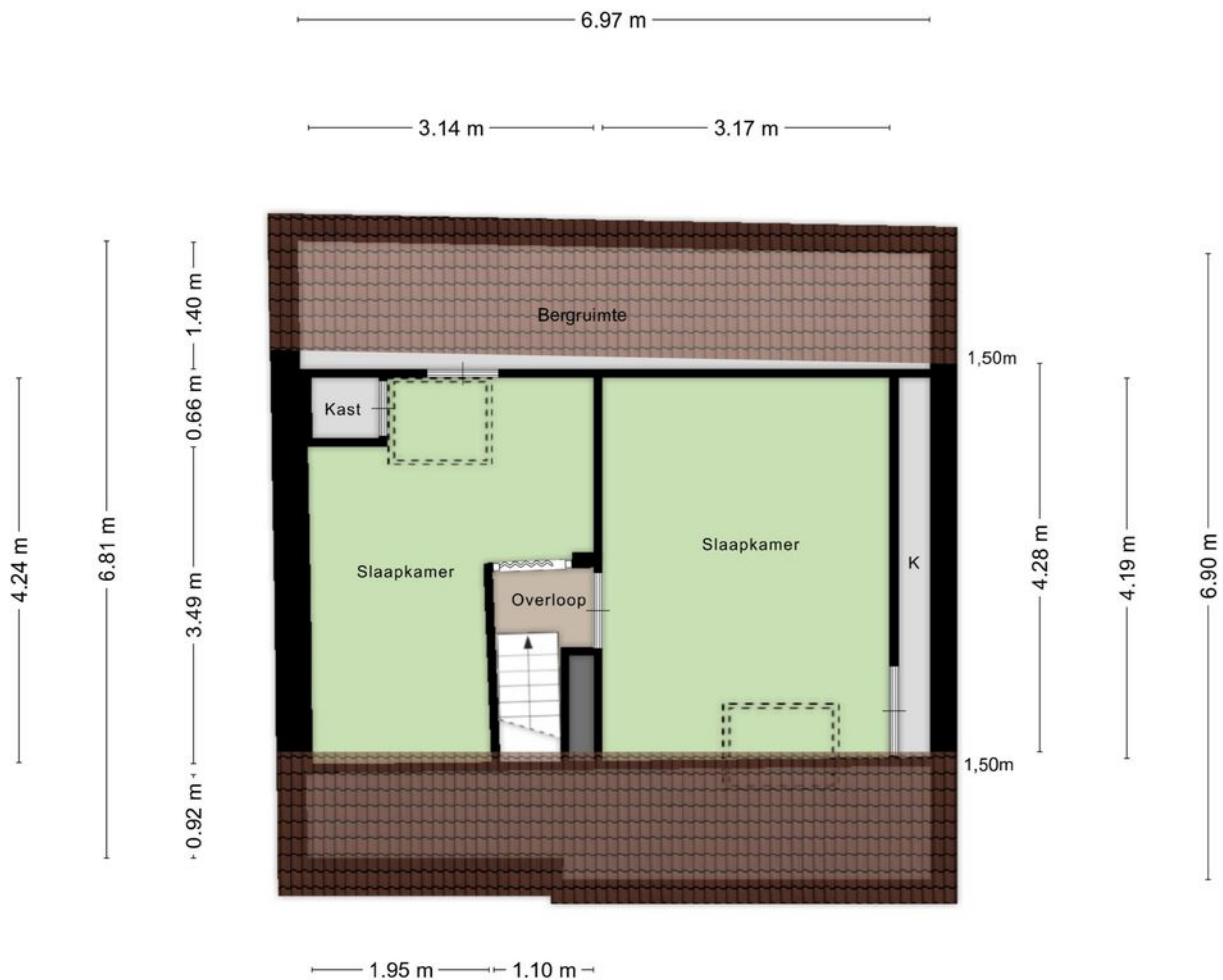 6.97 m
3.14 m
3.17 m
1.40 m
0.66 m
3.49 m
0.92 m
6.81 m
4.24 m
Bergruimte
1,50m
Kast
Slaapkamer
Overloop
Slaapkamer
K
1,50m
4.28 m
4.19 m
6.90 m
1.95 m
1.10 m